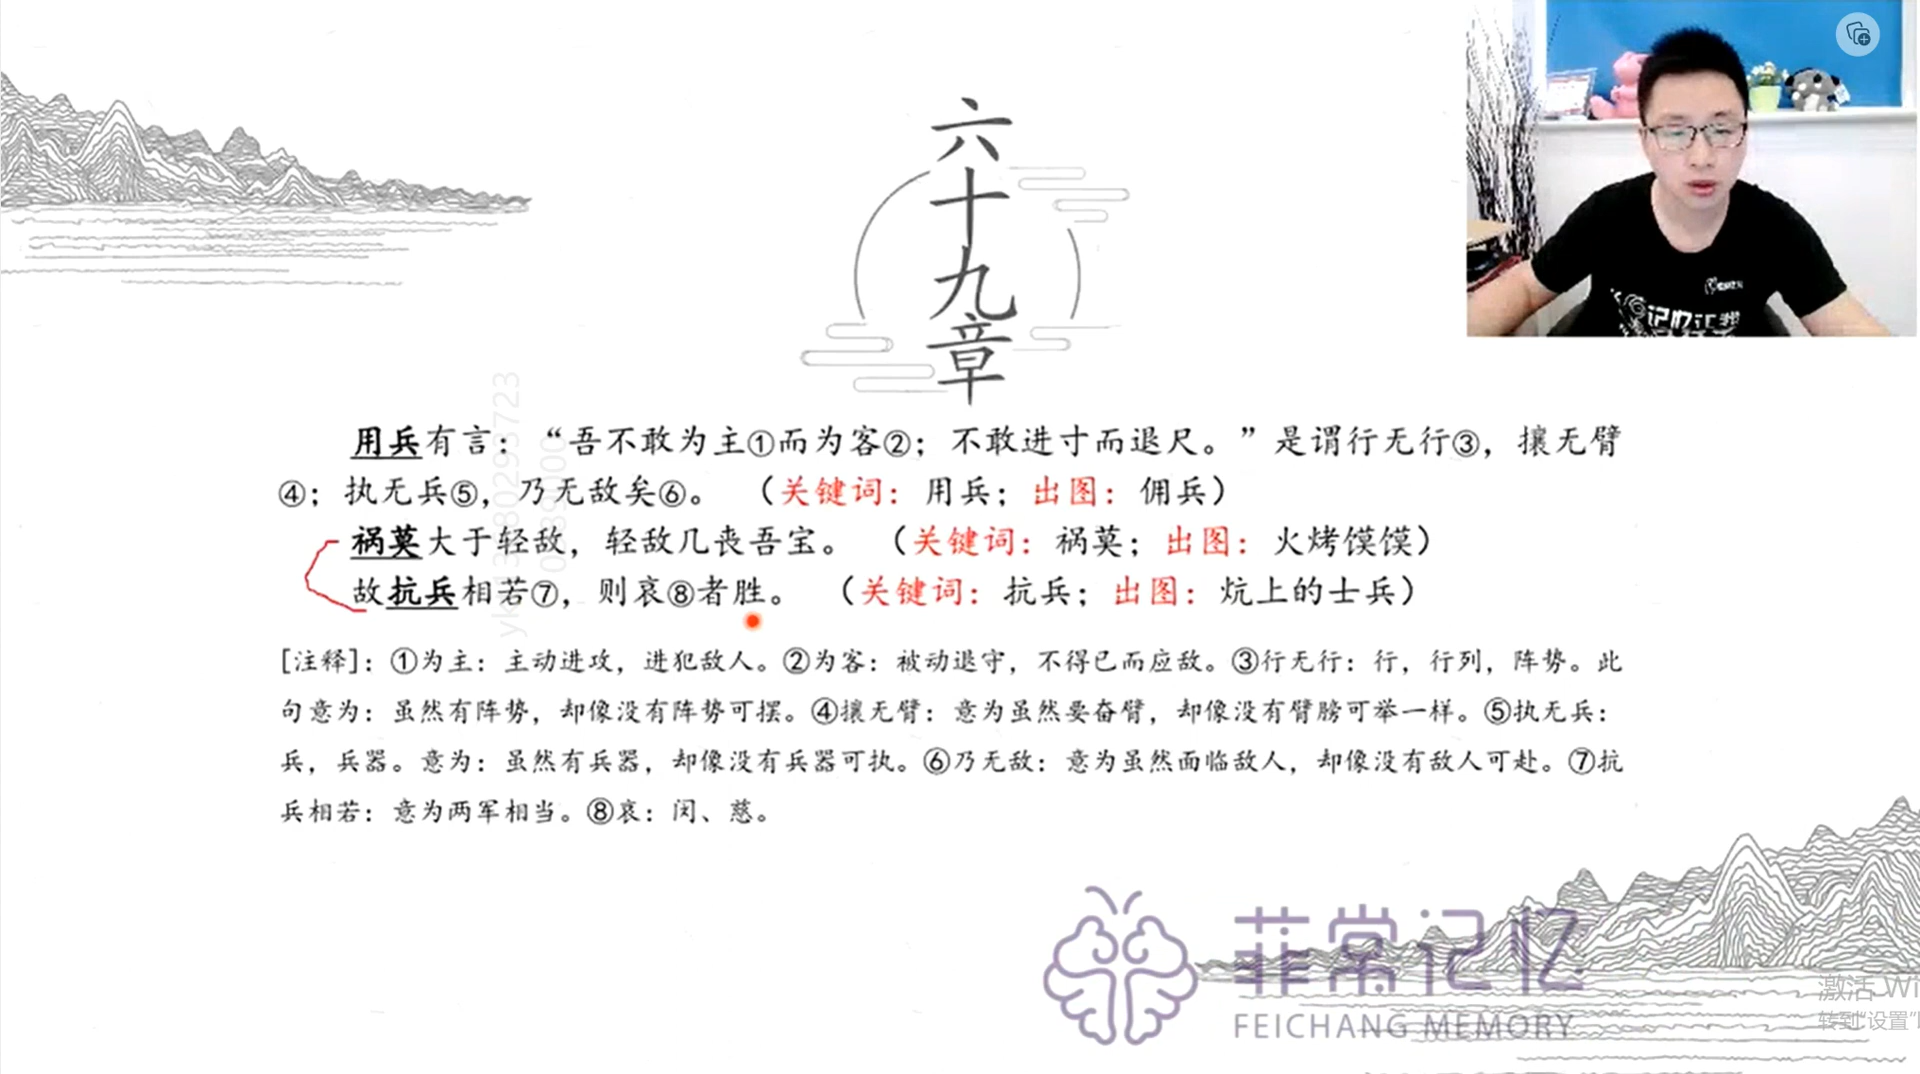 六十九章
用兵有言：“吾不敢为主①而为客②；不敢进寸而退尺。”是谓行无行③，攘无臂
④；执无兵⑤，乃无敌矣⑥。（关键词：用兵；出图：佣兵）
祸莫大于轻敌，轻敌几丧吾宝。（关键词：祸莫；出图：火烤馍馍）
故抗兵相若⑦，则哀⑧者胜。（关键词：抗兵；出图：炕上的士兵）
[注释]：①为主：主动进攻，进犯敌人。②为客：被动退守，不得已而应敌。③行无行：行，行列，阵势。此
句意为：虽然有阵势，却像没有阵势可摆。④攘无臂：意为虽然要奋臂，却像没有臂膀可举一样。⑤执无兵：
兵，兵器。意为：虽然有兵器，却像没有兵器可执。⑥乃无敌：意为虽然面临敌人，却像没有敌人可赴。⑦抗
兵相若：意为两军相当。⑧哀：闵、慈。
菲常记忆
FEICHANG MEMORY
激活 Wi
转到"设置"